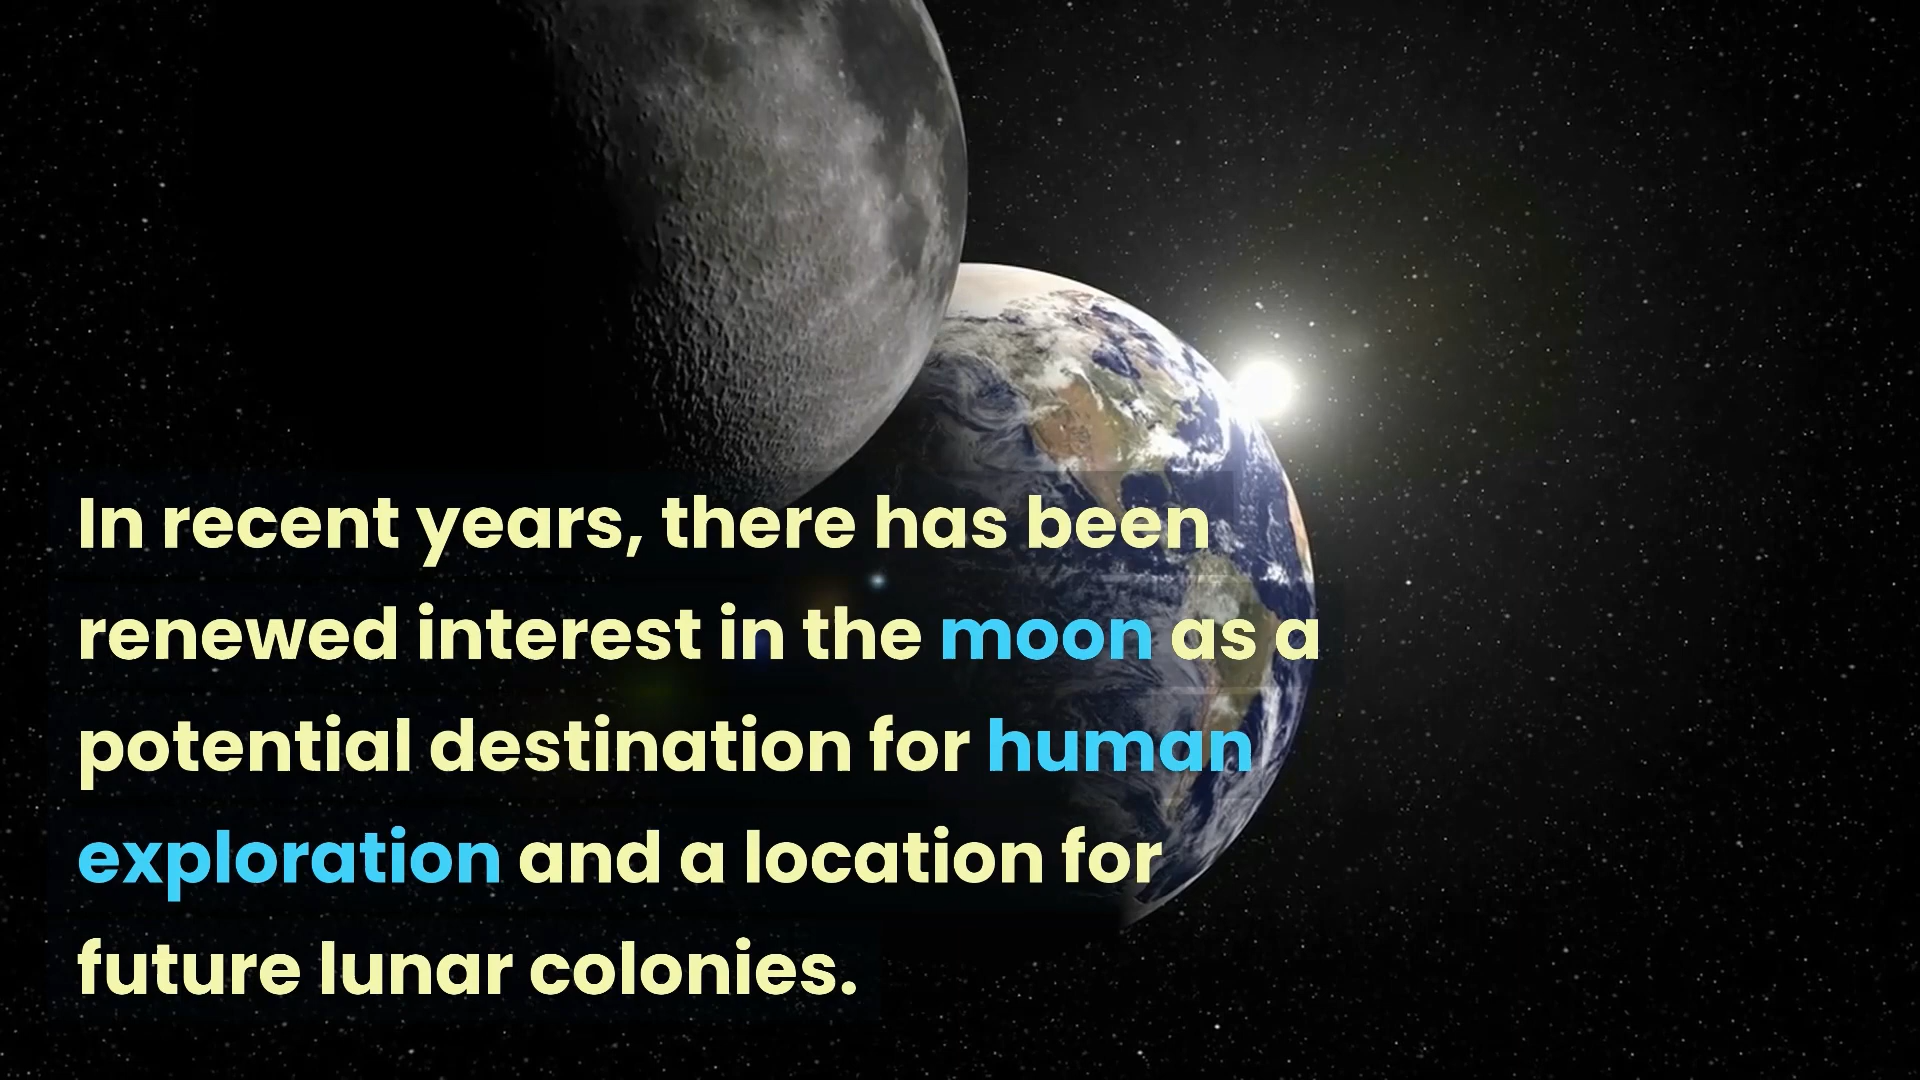 In recent years, there has been
renewed interest in the moon as a
potential destination for human
exploration and a location for
future lunar colonies.